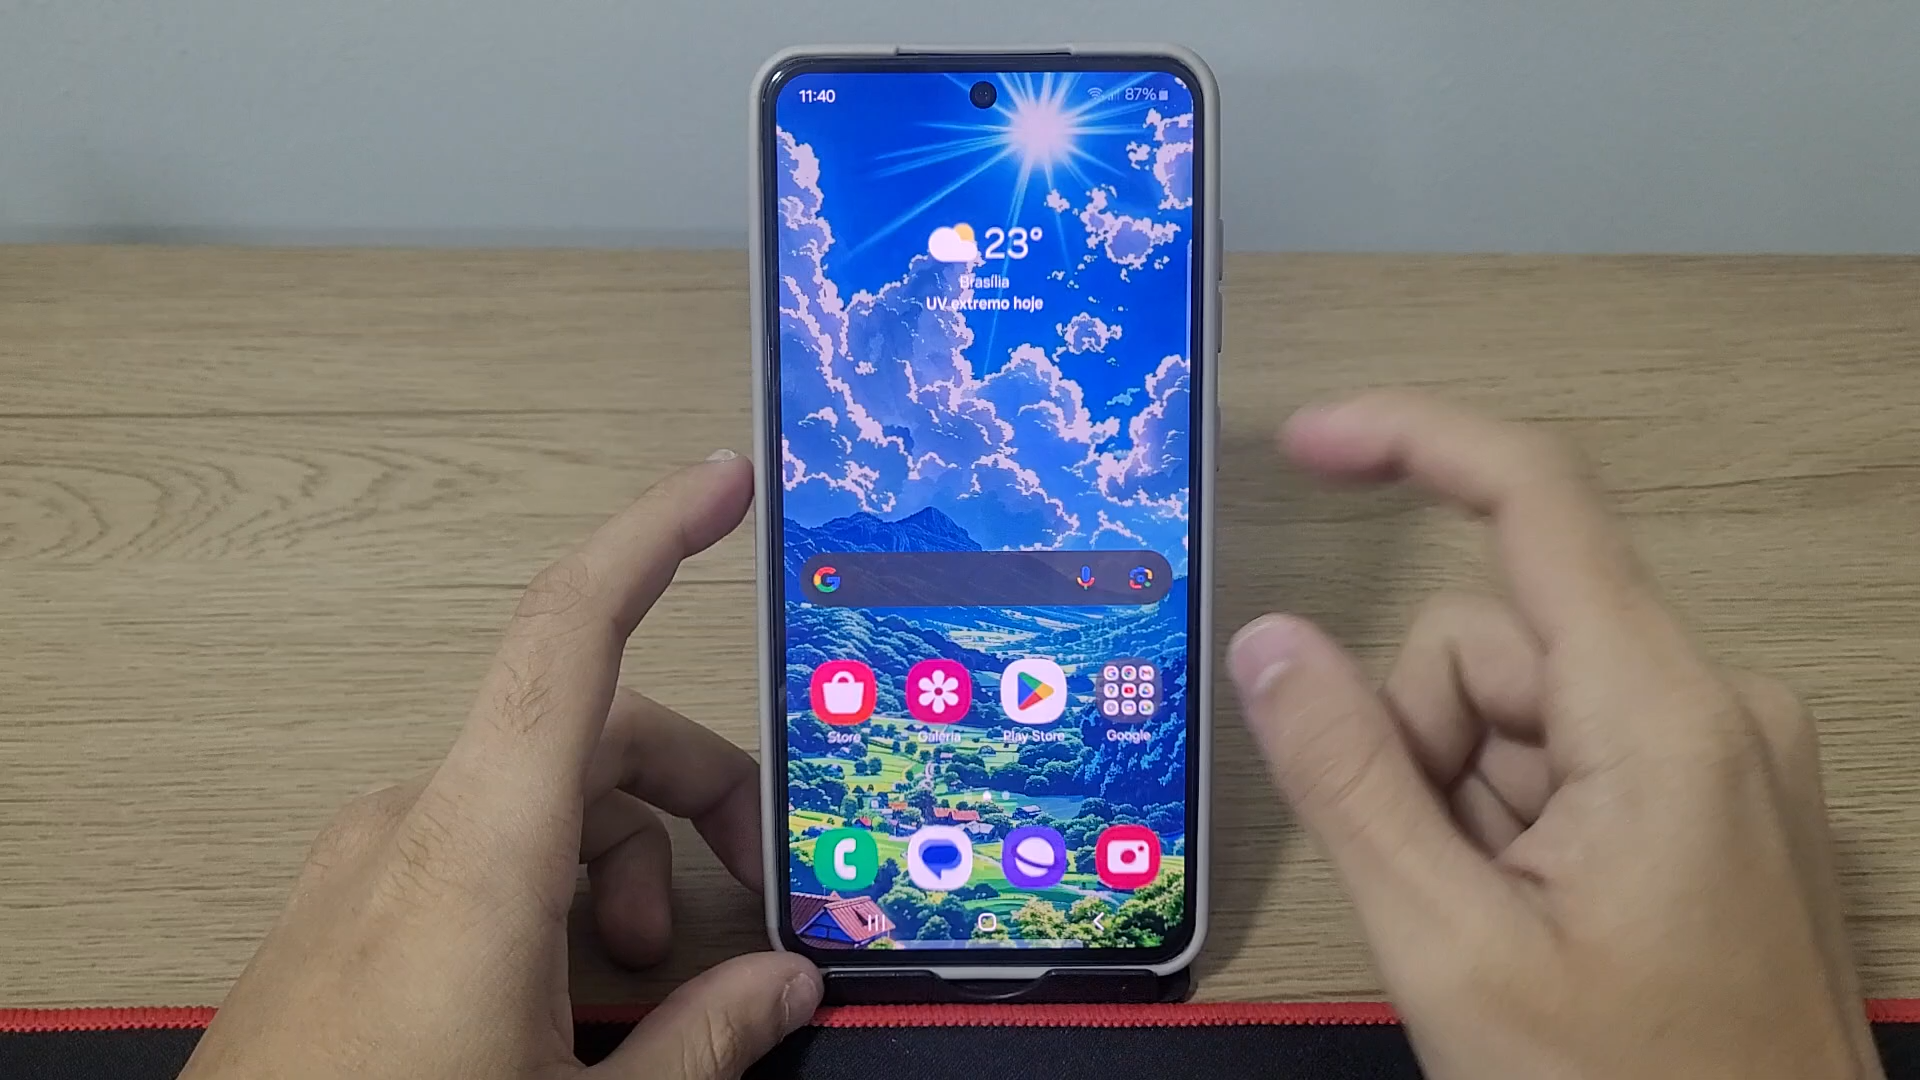 11:40
87%
23°
Brasília
UV extremo hoje
Store
Galeria
Play Store
Google